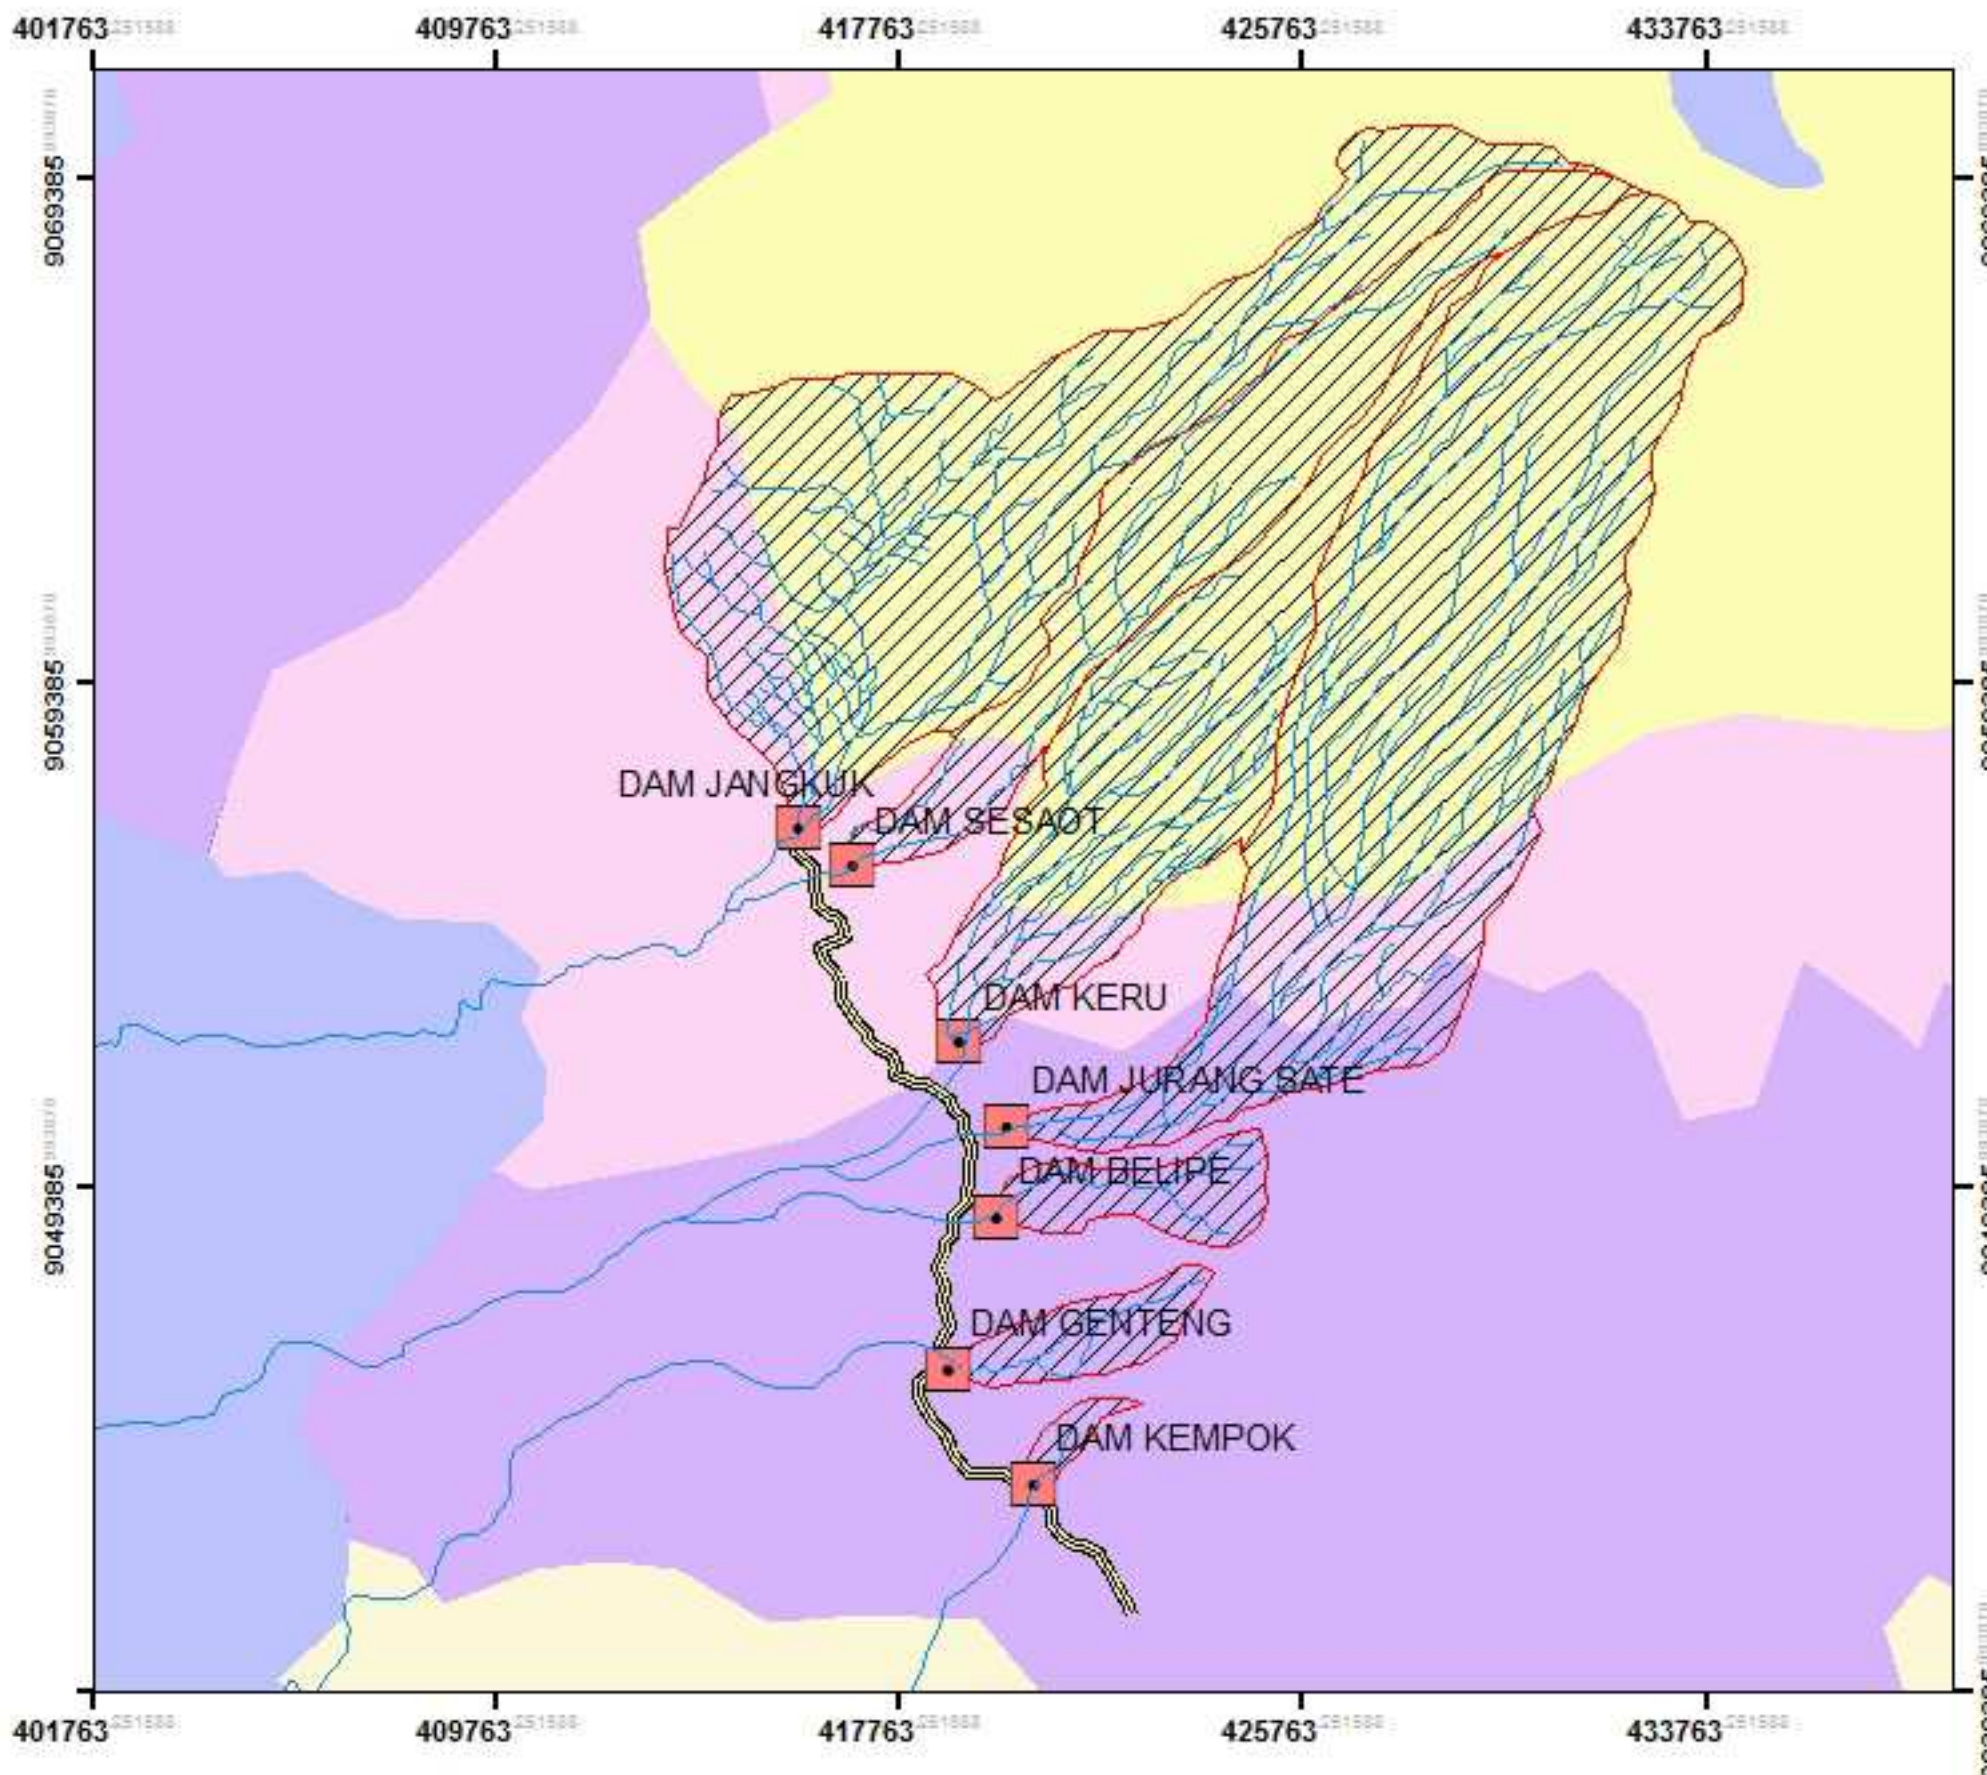 401763 409763 417763 425763 433763
9069385
9059385
9049385
DAM JANGKUK
DAM SESAOT
DAM KERU
DAM JURANG SATE
DAM BELIPE
DAM GENTENG
DAM KEMPOK
401763 409763 417763 425763 433763